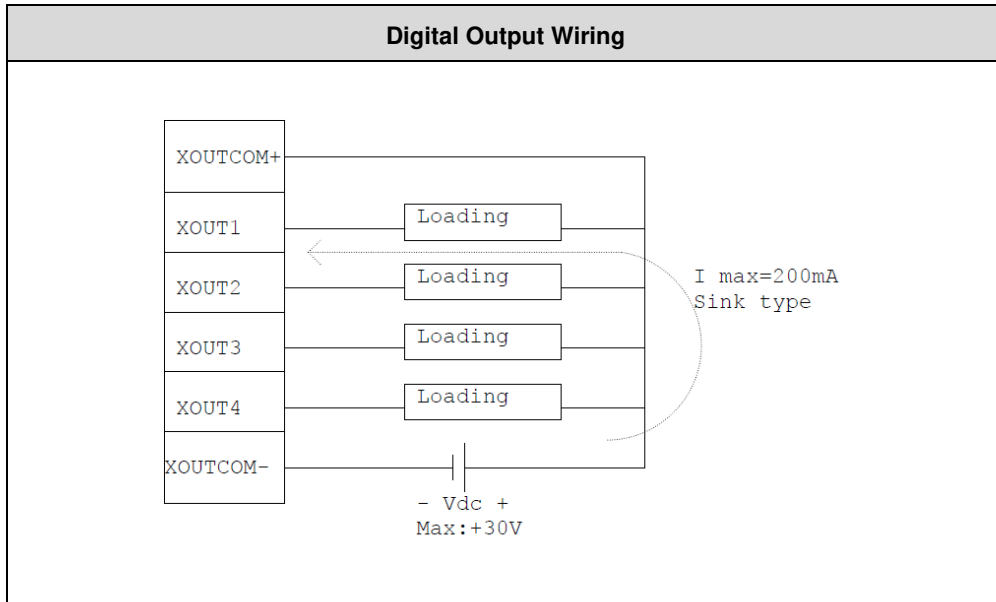 Digital Output Wiring
XOUTCOM+
XOUT1
Loading
XOUT2
Loading
I max=200mA
Sink type
XOUT3
Loading
XOUT4
Loading
XOUTCOM-
- Vdc +
Max:+30V